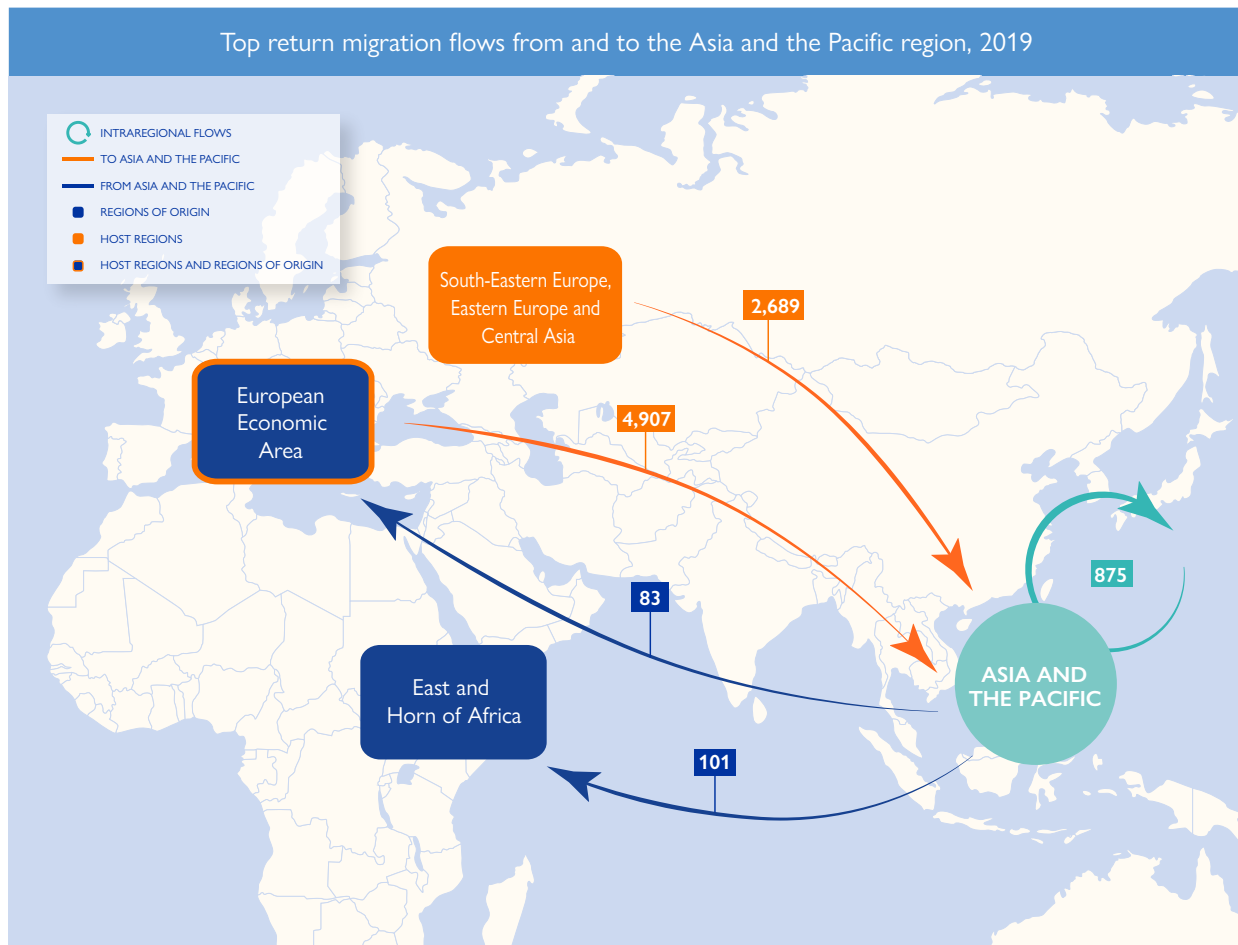 Top return migration flows from and to the Asia and the Pacific region, 2019
INTRAREGIONAL FLOWS
TO ASIA AND THE PACIFIC
FROM ASIA AND THE PACIFIC
REGIONS OF ORIGIN
HOST REGIONS
HOST REGIONS AND REGIONS OF ORIGIN
South-Eastern Europe,
Eastern Europe and
Central Asia
2,689
European
Economic
Area
4,907
875
83
East and
Horn of Africa
ASIA AND
THE PACIFIC
101